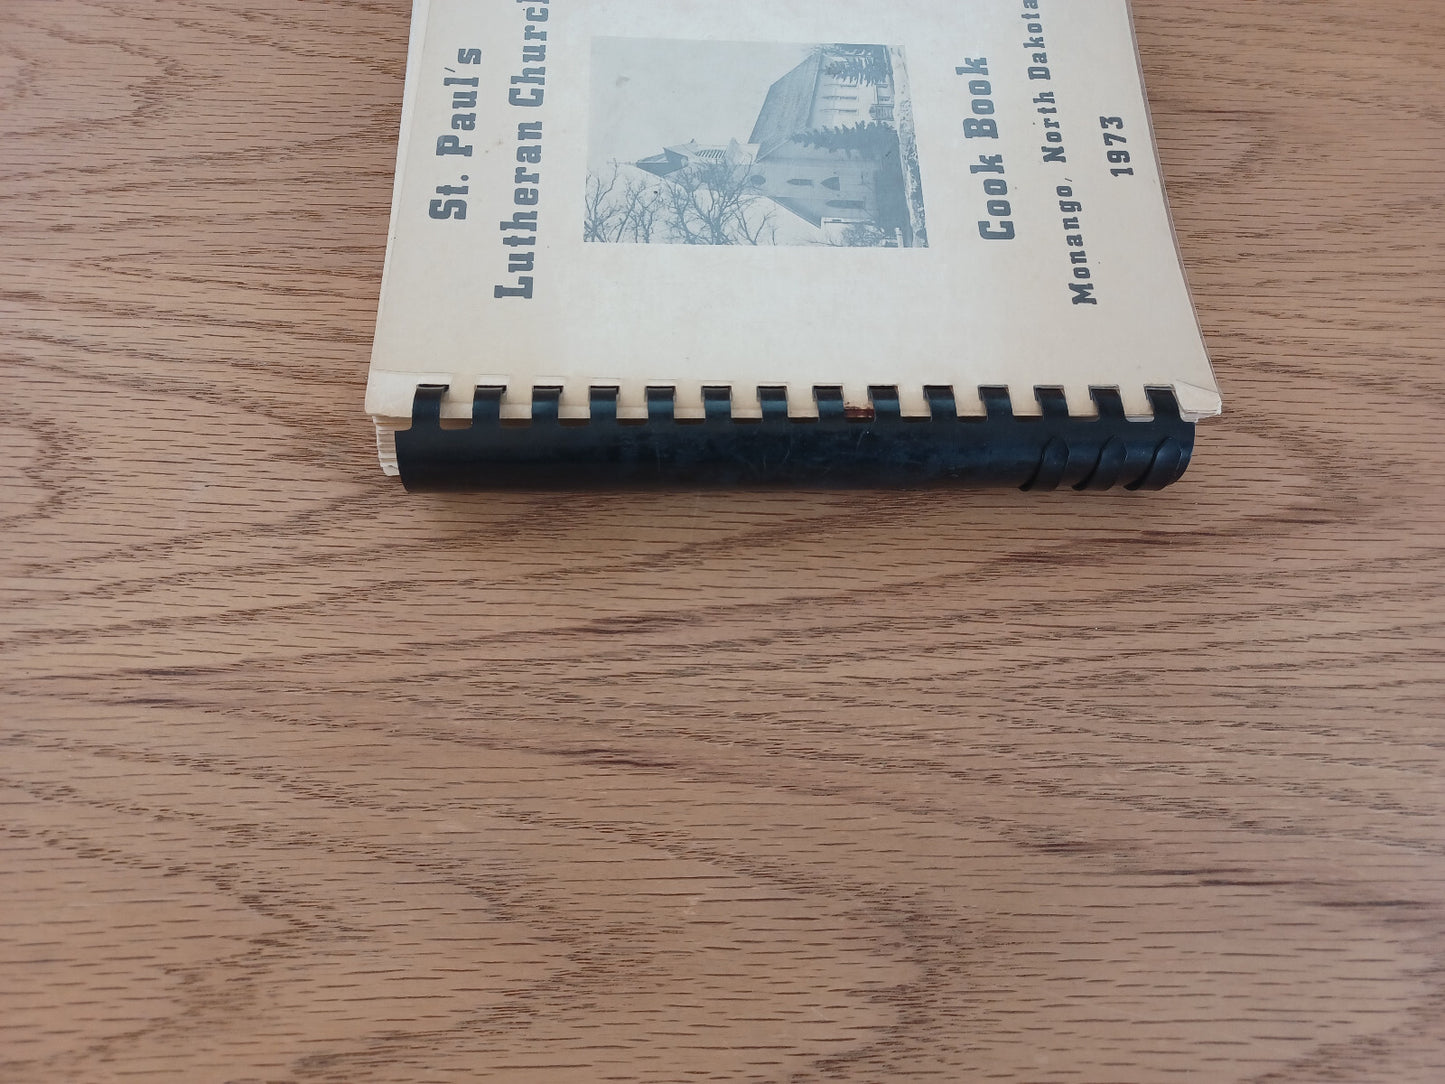 St. Paul's
Lutheran Church
Cook Book
Monango, North Dakota
1973